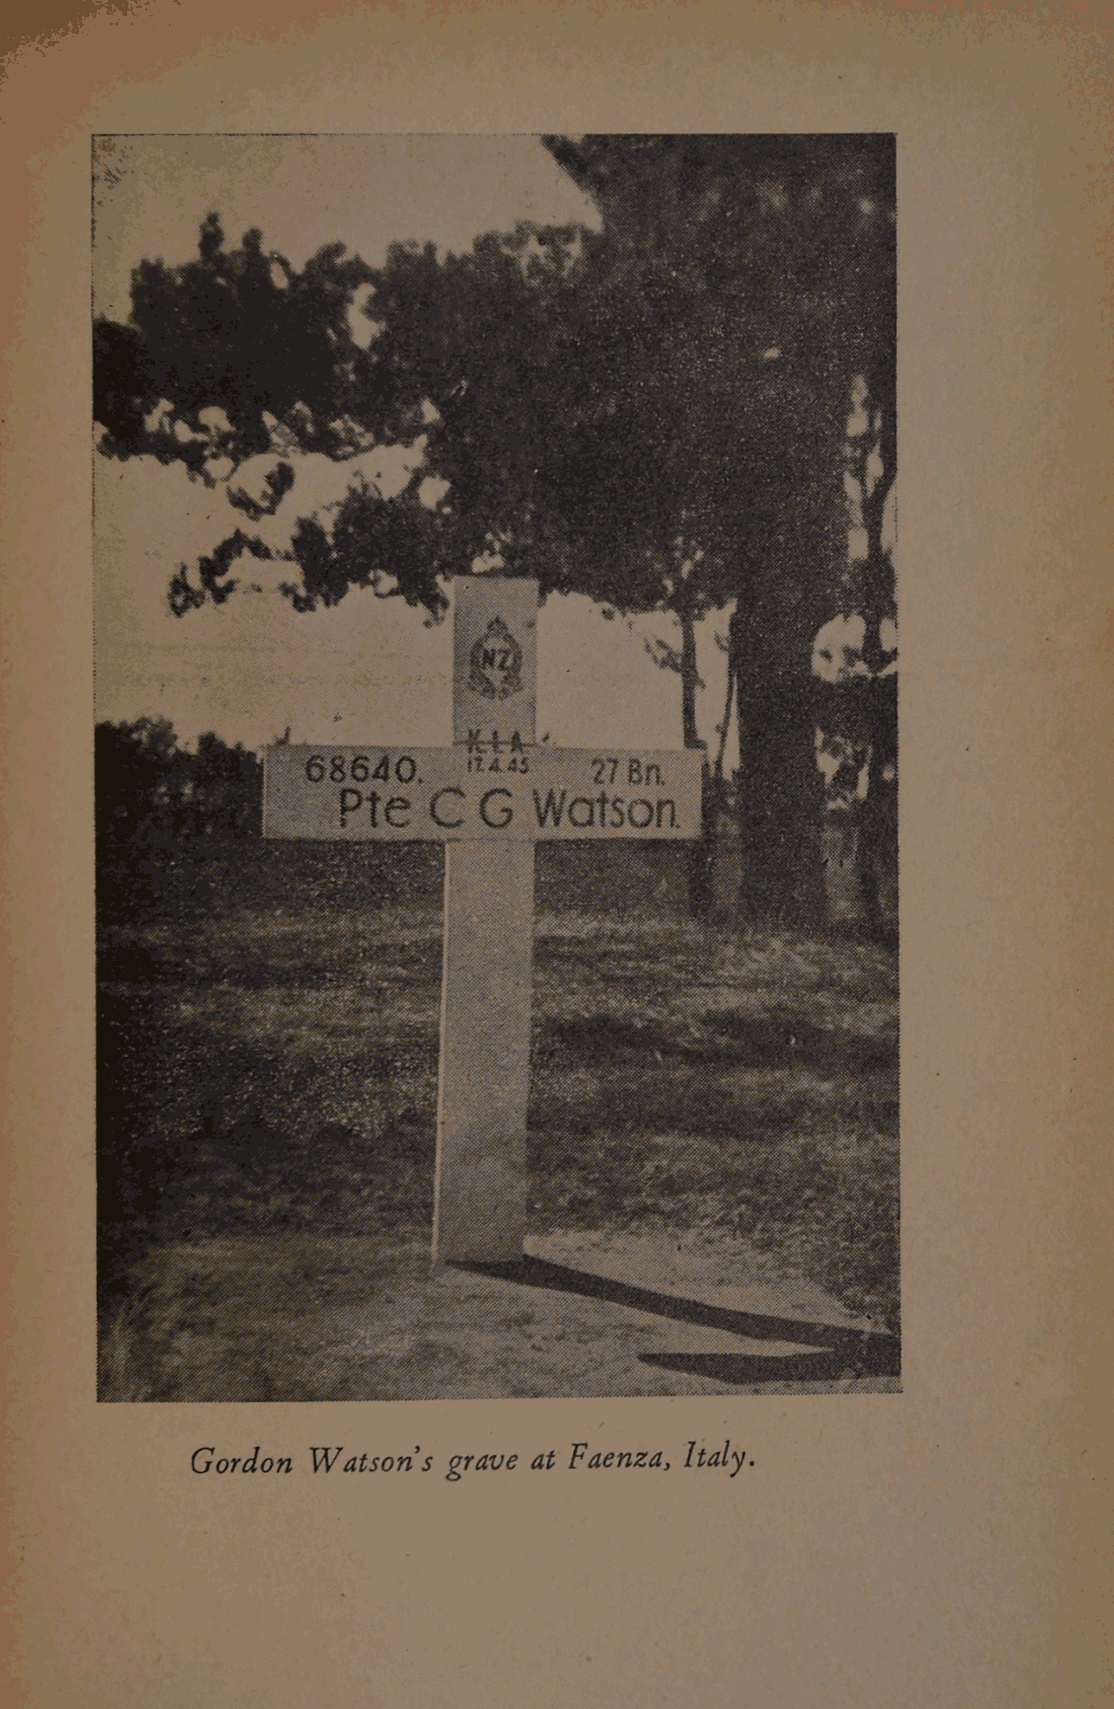 NZ
K.I.A
17.4.45
68640. 27 Bn.
Pte C G Watson.
Gordon Watson's grave at Faenza, Italy.